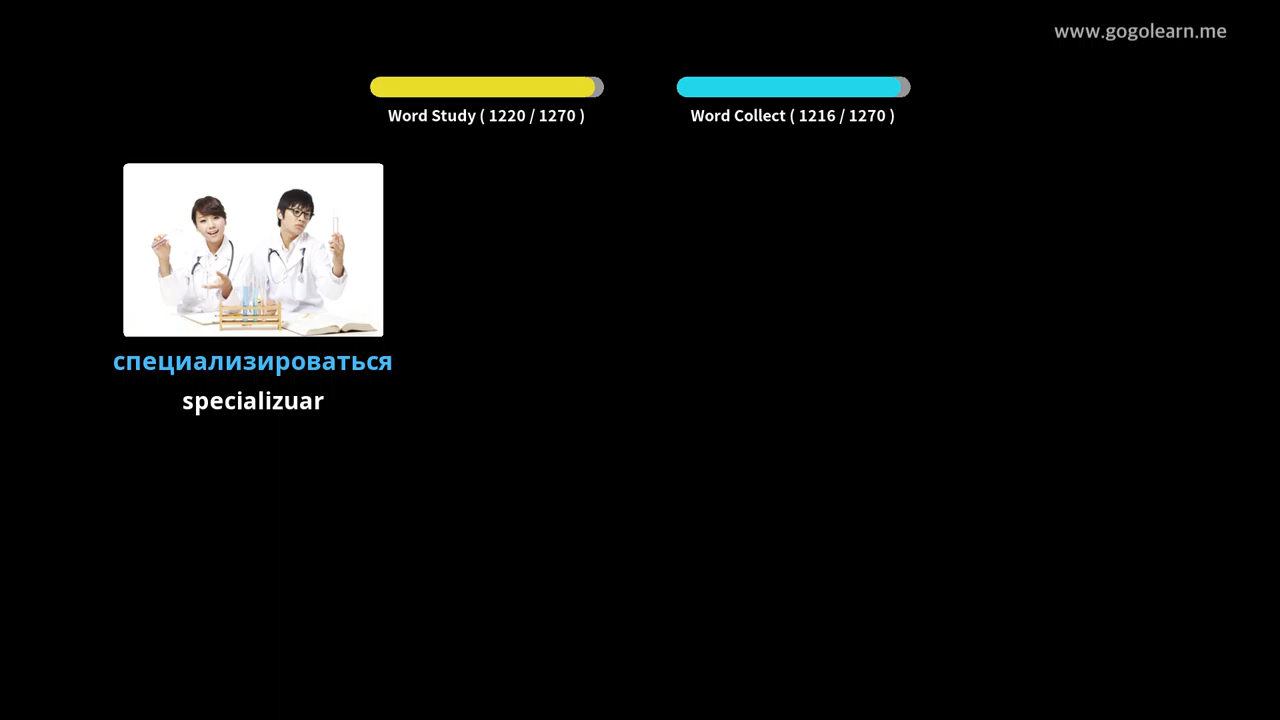 www.gogolearn.me
Word Study ( 1220 / 1270 )
Word Collect ( 1216 / 1270 )
специализироваться
specializuar